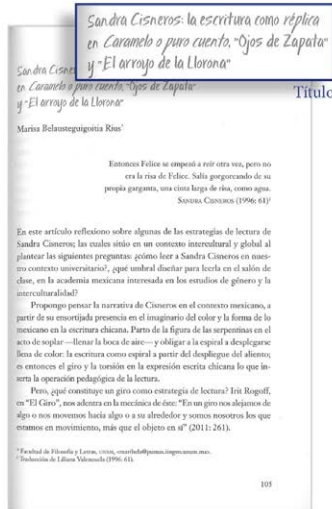 Sandra Cisneros: la escritura como réplica
en Caramelo o puro cuento, "Ojos de Zapata"
y "El arroyo de la Llorona"
Título
Sandra Cisne
en Caramelo o puro cuento, "Ojos de Zapata"
y "El arroyo de la Llorona"
Marisa Belausteguigoitia Rius*
Entonces Felice se empezó a reír otra vez, pero no
era la risa de Felice. Salía gorgoreando de su
propia garganta, una cinta larga de risa, como agua.
SANDRA CISNEROS (1996; 61)¹
En este artículo reflexiono sobre algunas de las estrategias de lectura de
Sandra Cisneros; las cuales sitúo en un contexto intercultural y global al
plantear las siguientes preguntas: ¿cómo leer a Sandra Cisneros en nues-
tro contexto universitario?, ¿qué umbral diseñar para leerla en el salón de
clase, en la academia mexicana interesada en los estudios de género y la
interculturalidad?
Propongo pensar la narrativa de Cisneros en el contexto mexicano, a
partir de su ensortijada presencia en el imaginario del color y la forma de lo
mexicano en la escritura chicana. Parto de la figura de las serpentinas en el
acto de soplar —llenar la boca de aire— y obligar a la espiral a desplegarse
llena de color: la escritura como espiral a partir del despliegue del aliento;
es entonces el giro y la torsión en la expresión escrita chicana lo que in-
serta la operación pedagógica de la lectura.
Pero, ¿qué constituye un giro como estrategia de lectura? Irit Rogoff,
en "El Giro", nos adentra en la mecánica de éste: "En un giro nos alejamos de
algo o nos movemos hacia algo o a su alrededor y somos nosotros los que
estamos en movimiento, más que el objeto en sí" (2011: 261).
* Facultad de Filosofía y Letras, UNAM,
¹ Traducción de Liliana Valenzuela (1996: 61).
105